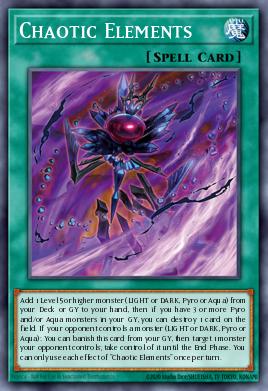 Chaotic Elements
魔
[Spell Card]
Add 1 Level 5 or higher monster (LIGHT or DARK, Pyro or Aqua) from
your Deck or GY to your hand, then if you have 3 or more Pyro
and/or Aqua monsters in your GY, you can destroy 1 card on the
field. If your opponent controls a monster (LIGHT or DARK, Pyro or
Aqua): You can banish this card from your GY, then target 1 monster
your opponent controls; take control of it until the End Phase. You
can only use each effect of "Chaotic Elements" once per turn.